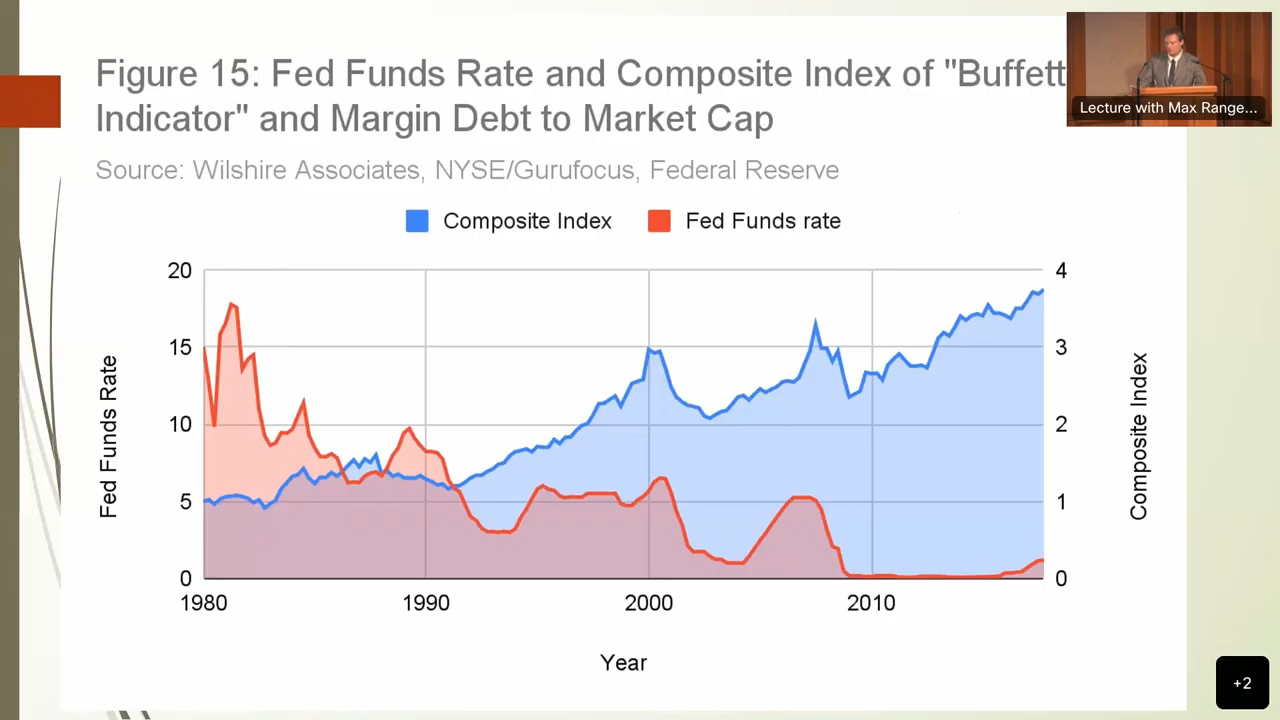 Figure 15: Fed Funds Rate and Composite Index of "Buffett
Indicator" and Margin Debt to Market Cap
Source: Wilshire Associates, NYSE/Gurufocus, Federal Reserve
Lecture with Max Range...
Composite Index
Fed Funds rate
20
15
10
5
0
Fed Funds Rate
4
3
2
1
0
Composite Index
1980
1990
2000
2010
Year
+2